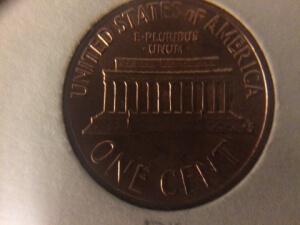 UNITED STATES OF AMERICA
E·PLURIBUS
·UNUM·
ONE CENT